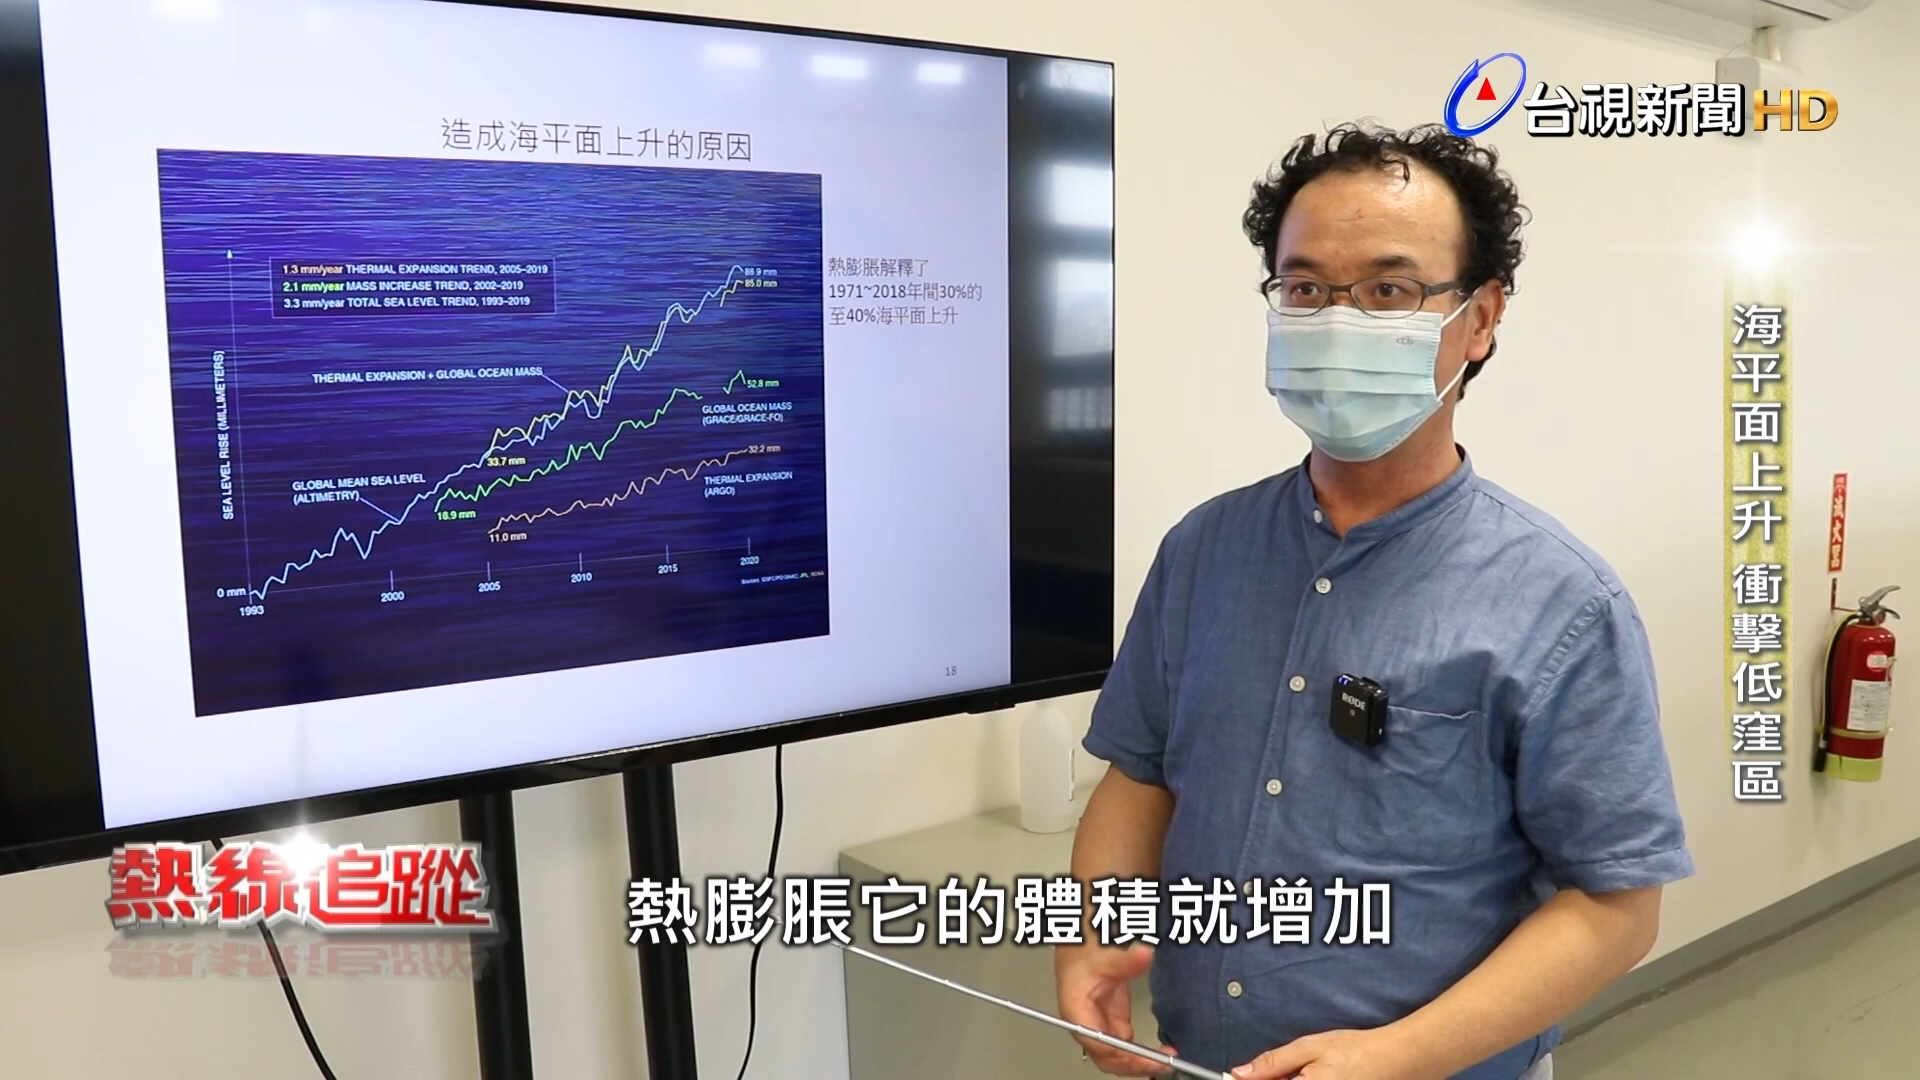 台視新聞HD
造成海平面上升的原因
1.3 mm/year THERMAL EXPANSION TREND, 2005–2019
2.1 mm/year MASS INCREASE TREND, 2002–2019
3.3 mm/year TOTAL SEA LEVEL TREND, 1993–2019
熱膨脹解釋了
1971~2018年間30%的
至40%海平面上升
85.0 mm
THERMAL EXPANSION + GLOBAL OCEAN MASS
52.8 mm
GLOBAL OCEAN MASS
(GRACE/GRACE-FO)
33.7 mm
32.2 mm
GLOBAL MEAN SEA LEVEL
(ALTIMETRY)
THERMAL EXPANSION
(ARGO)
18.9 mm
11.0 mm
SEA LEVEL RISE (MILLIMETERS)
0 mm
1993
2000
2005
2010
2015
2020
18
海平面上升 衝擊低窪區
RØDE
滅火器
熱線追蹤
熱膨脹它的體積就增加